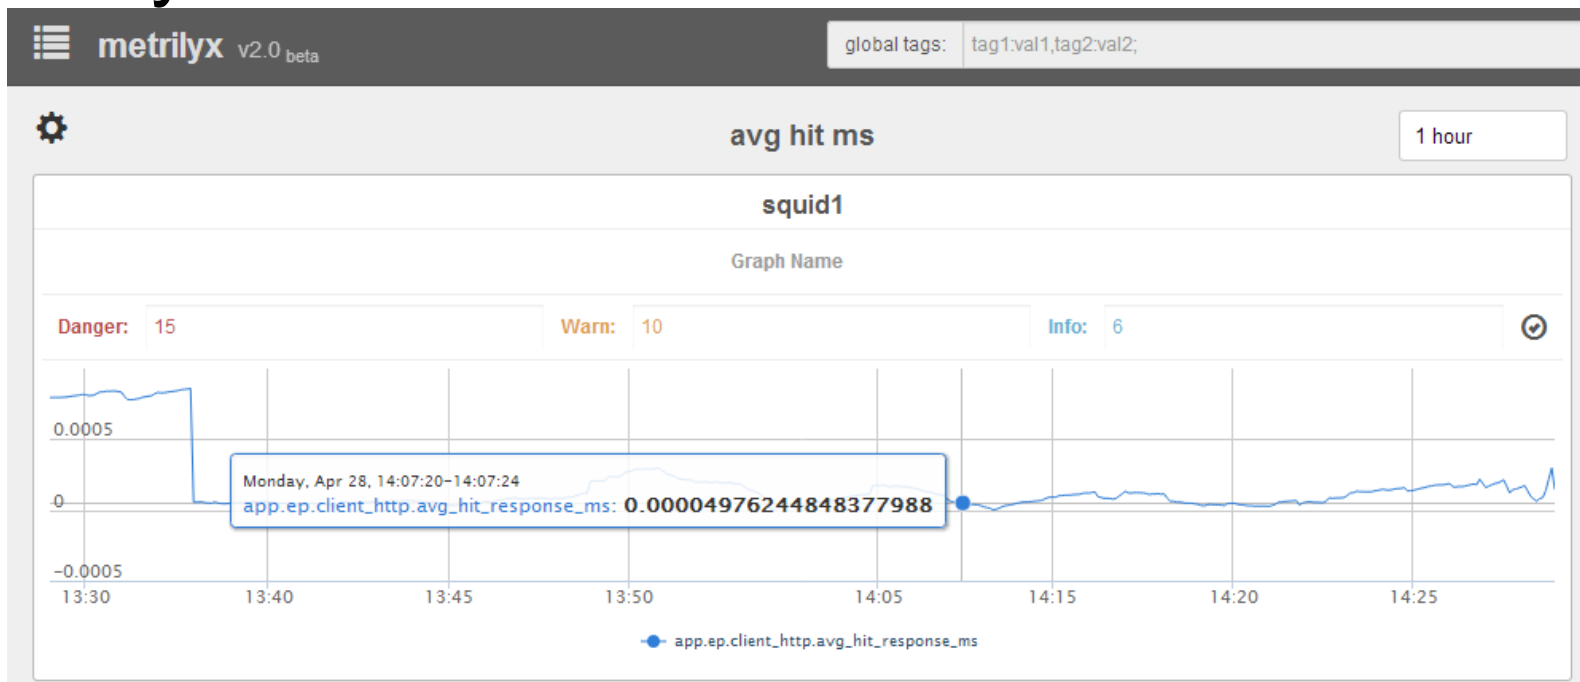 metrilyx v2.0 beta
global tags: tag1:val1,tag2:val2;
avg hit ms
1 hour
squid1
Graph Name
Danger: 15 Warn: 10 Info: 6
0.0005
0
-0.0005
Monday, Apr 28, 14:07:20-14:07:24
app.ep.client_http.avg_hit_response_ms: 0.00004976244848377988
13:30 13:40 13:45 13:50 14:05 14:15 14:20 14:25
app.ep.client_http.avg_hit_response_ms